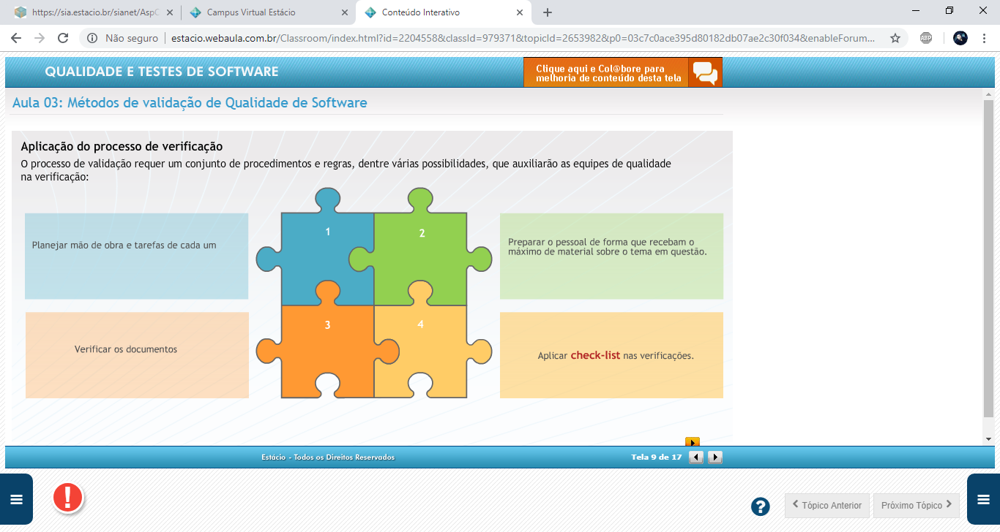 https://sia.estacio.br/sianet/AspC
Campus Virtual Estácio
Conteúdo Interativo
Não seguro
estacio.webaula.com.br/Classroom/index.html?id=2204558&classId=979371&topicId=2653982&p0=03c7c0ace395d80182db07ae2c30f034&enableForum...
ABP
QUALIDADE E TESTES DE SOFTWARE
Clique aqui e Col@bore para
melhoria de conteúdo desta tela
Aula 03: Métodos de validação de Qualidade de Software
Aplicação do processo de verificação
O processo de validação requer um conjunto de procedimentos e regras, dentre várias possibilidades, que auxiliarão as equipes de qualidade
na verificação:
Planejar mão de obra e tarefas de cada um
1
2
Preparar o pessoal de forma que recebam o
máximo de material sobre o tema em questão.
Verificar os documentos
3
4
Aplicar check-list nas verificações.
Estácio - Todos os Direitos Reservados
Tela 9 de 17
!
?
Tópico Anterior
Próximo Tópico